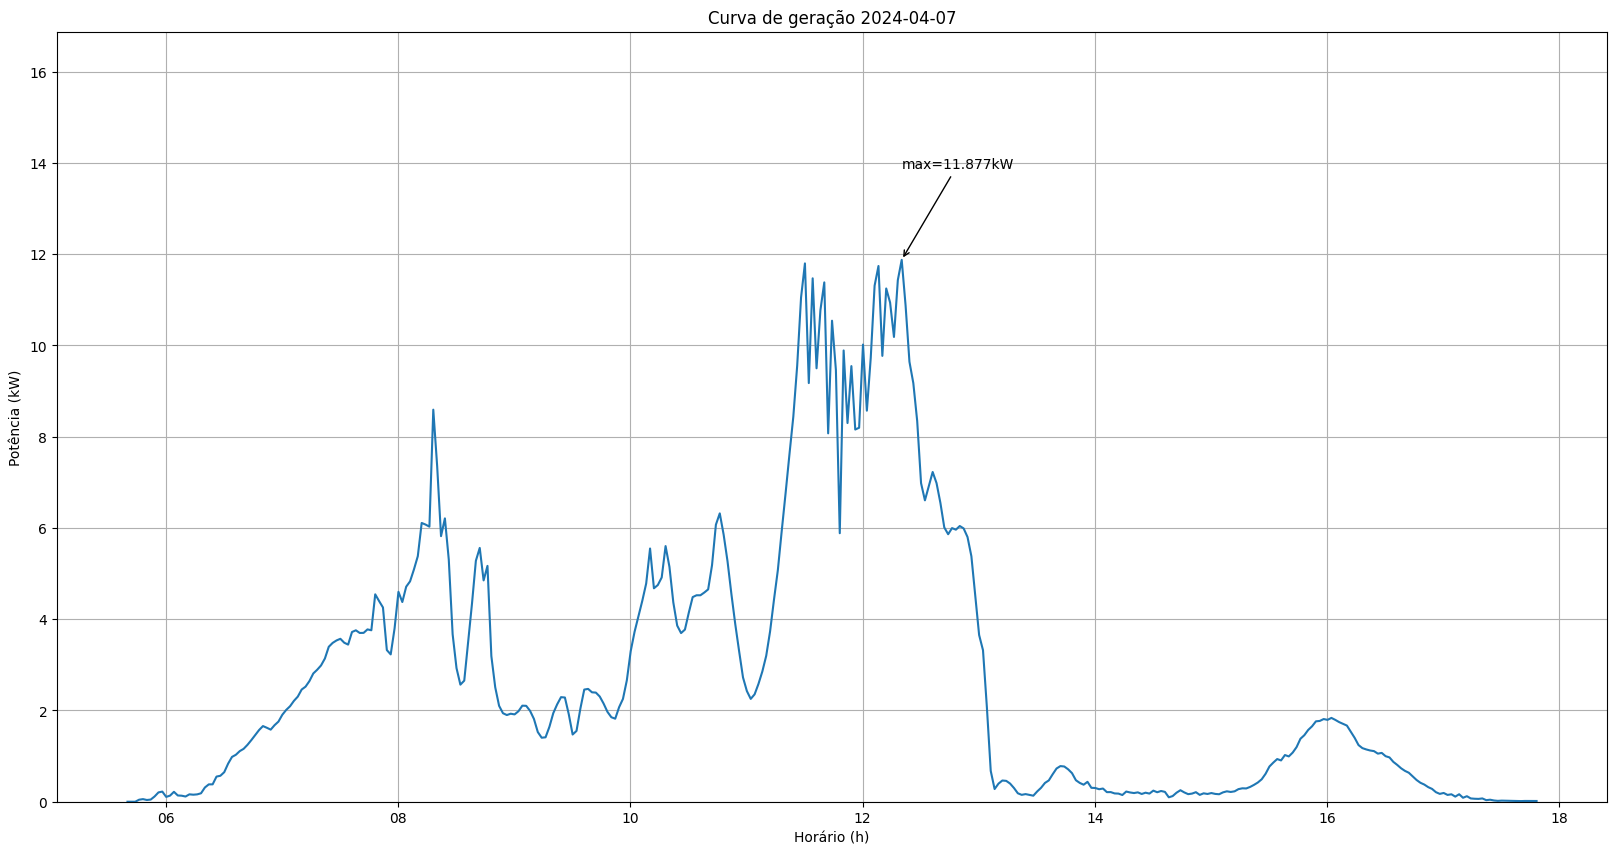 Curva de geração 2024-04-07
16
14
12
10
8
6
4
2
0
Potência (kW)
max=11.877kW
06 08 10 12 14 16 18
Horário (h)